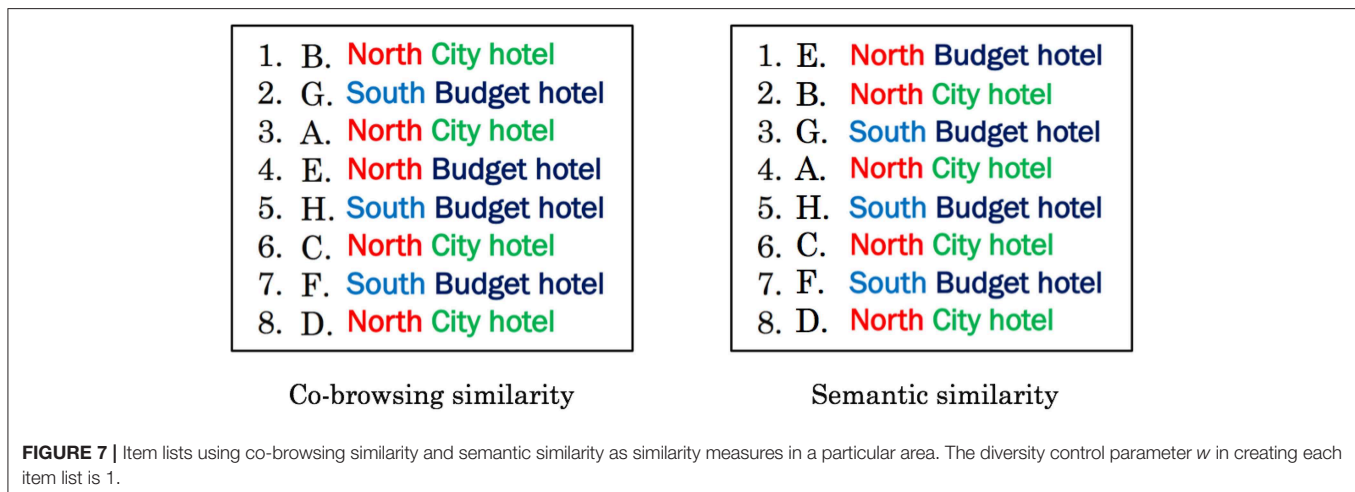 1. B. North City hotel
2. G. South Budget hotel
3. A. North City hotel
4. E. North Budget hotel
5. H. South Budget hotel
6. C. North City hotel
7. F. South Budget hotel
8. D. North City hotel
Co-browsing similarity
1. E. North Budget hotel
2. B. North City hotel
3. G. South Budget hotel
4. A. North City hotel
5. H. South Budget hotel
6. C. North City hotel
7. F. South Budget hotel
8. D. North City hotel
Semantic similarity
FIGURE 7 | Item lists using co-browsing similarity and semantic similarity as similarity measures in a particular area. The diversity control parameter w in creating each
item list is 1.